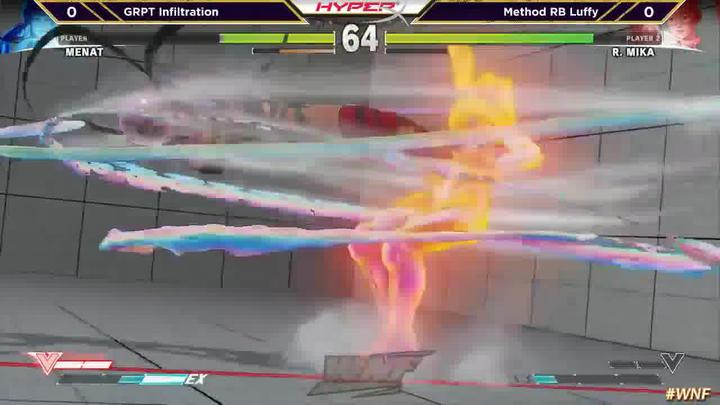 0 GRPT Infiltration HYPER Method RB Luffy 0
PLAYER 64 PLAYER 2
MENAT R. MIKA
V V
EX
#WNF